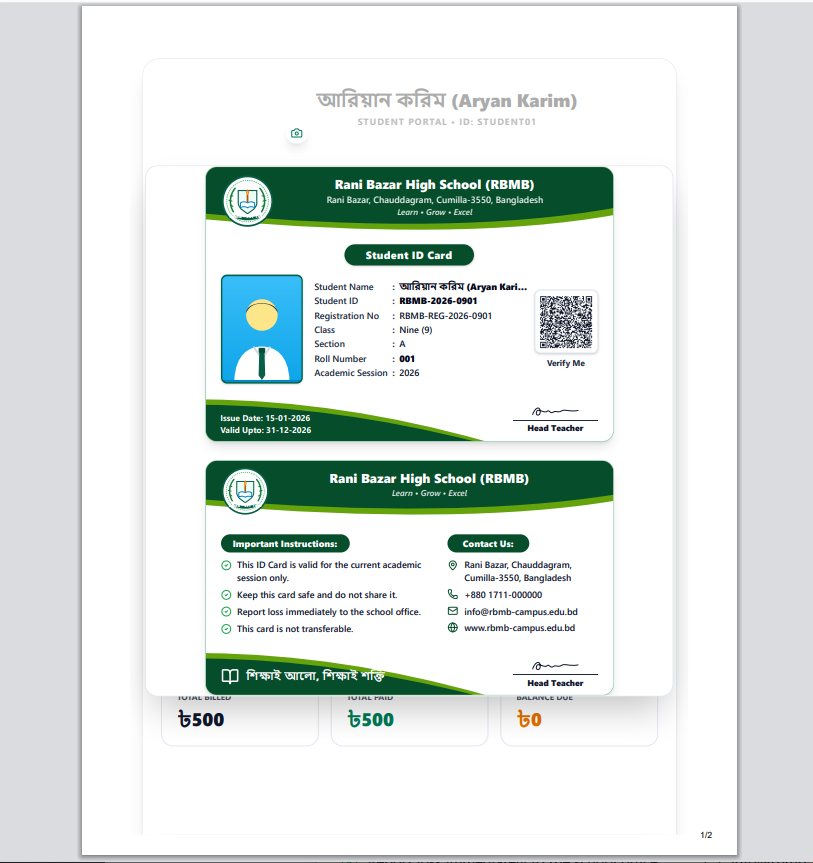 আরিয়ান করিম (Aryan Karim)
STUDENT PORTAL • ID: STUDENT01
Rani Bazar High School (RBMB)
Rani Bazar, Chauddagram, Cumilla-3550, Bangladesh
Learn • Grow • Excel
Student ID Card
Student Name : আরিয়ান করিম (Aryan Kari...
Student ID : RBMB-2026-0901
Registration No : RBMB-REG-2026-0901
Class : Nine (9)
Section : A
Roll Number : 001
Academic Session : 2026
Verify Me
Issue Date: 15-01-2026
Valid Upto: 31-12-2026
Head Teacher
Rani Bazar High School (RBMB)
Learn • Grow • Excel
Important Instructions:
This ID Card is valid for the current academic
session only.
Keep this card safe and do not share it.
Report loss immediately to the school office.
This card is not transferable.
Contact Us:
Rani Bazar, Chauddagram,
Cumilla-3550, Bangladesh
+880 1711-000000
info@rbmb-campus.edu.bd
www.rbmb-campus.edu.bd
শিক্ষাই আলো, শিক্ষাই শক্তি
Head Teacher
TOTAL BILLED TOTAL PAID BALANCE DUE
৳500 ৳500 ৳0
1/2